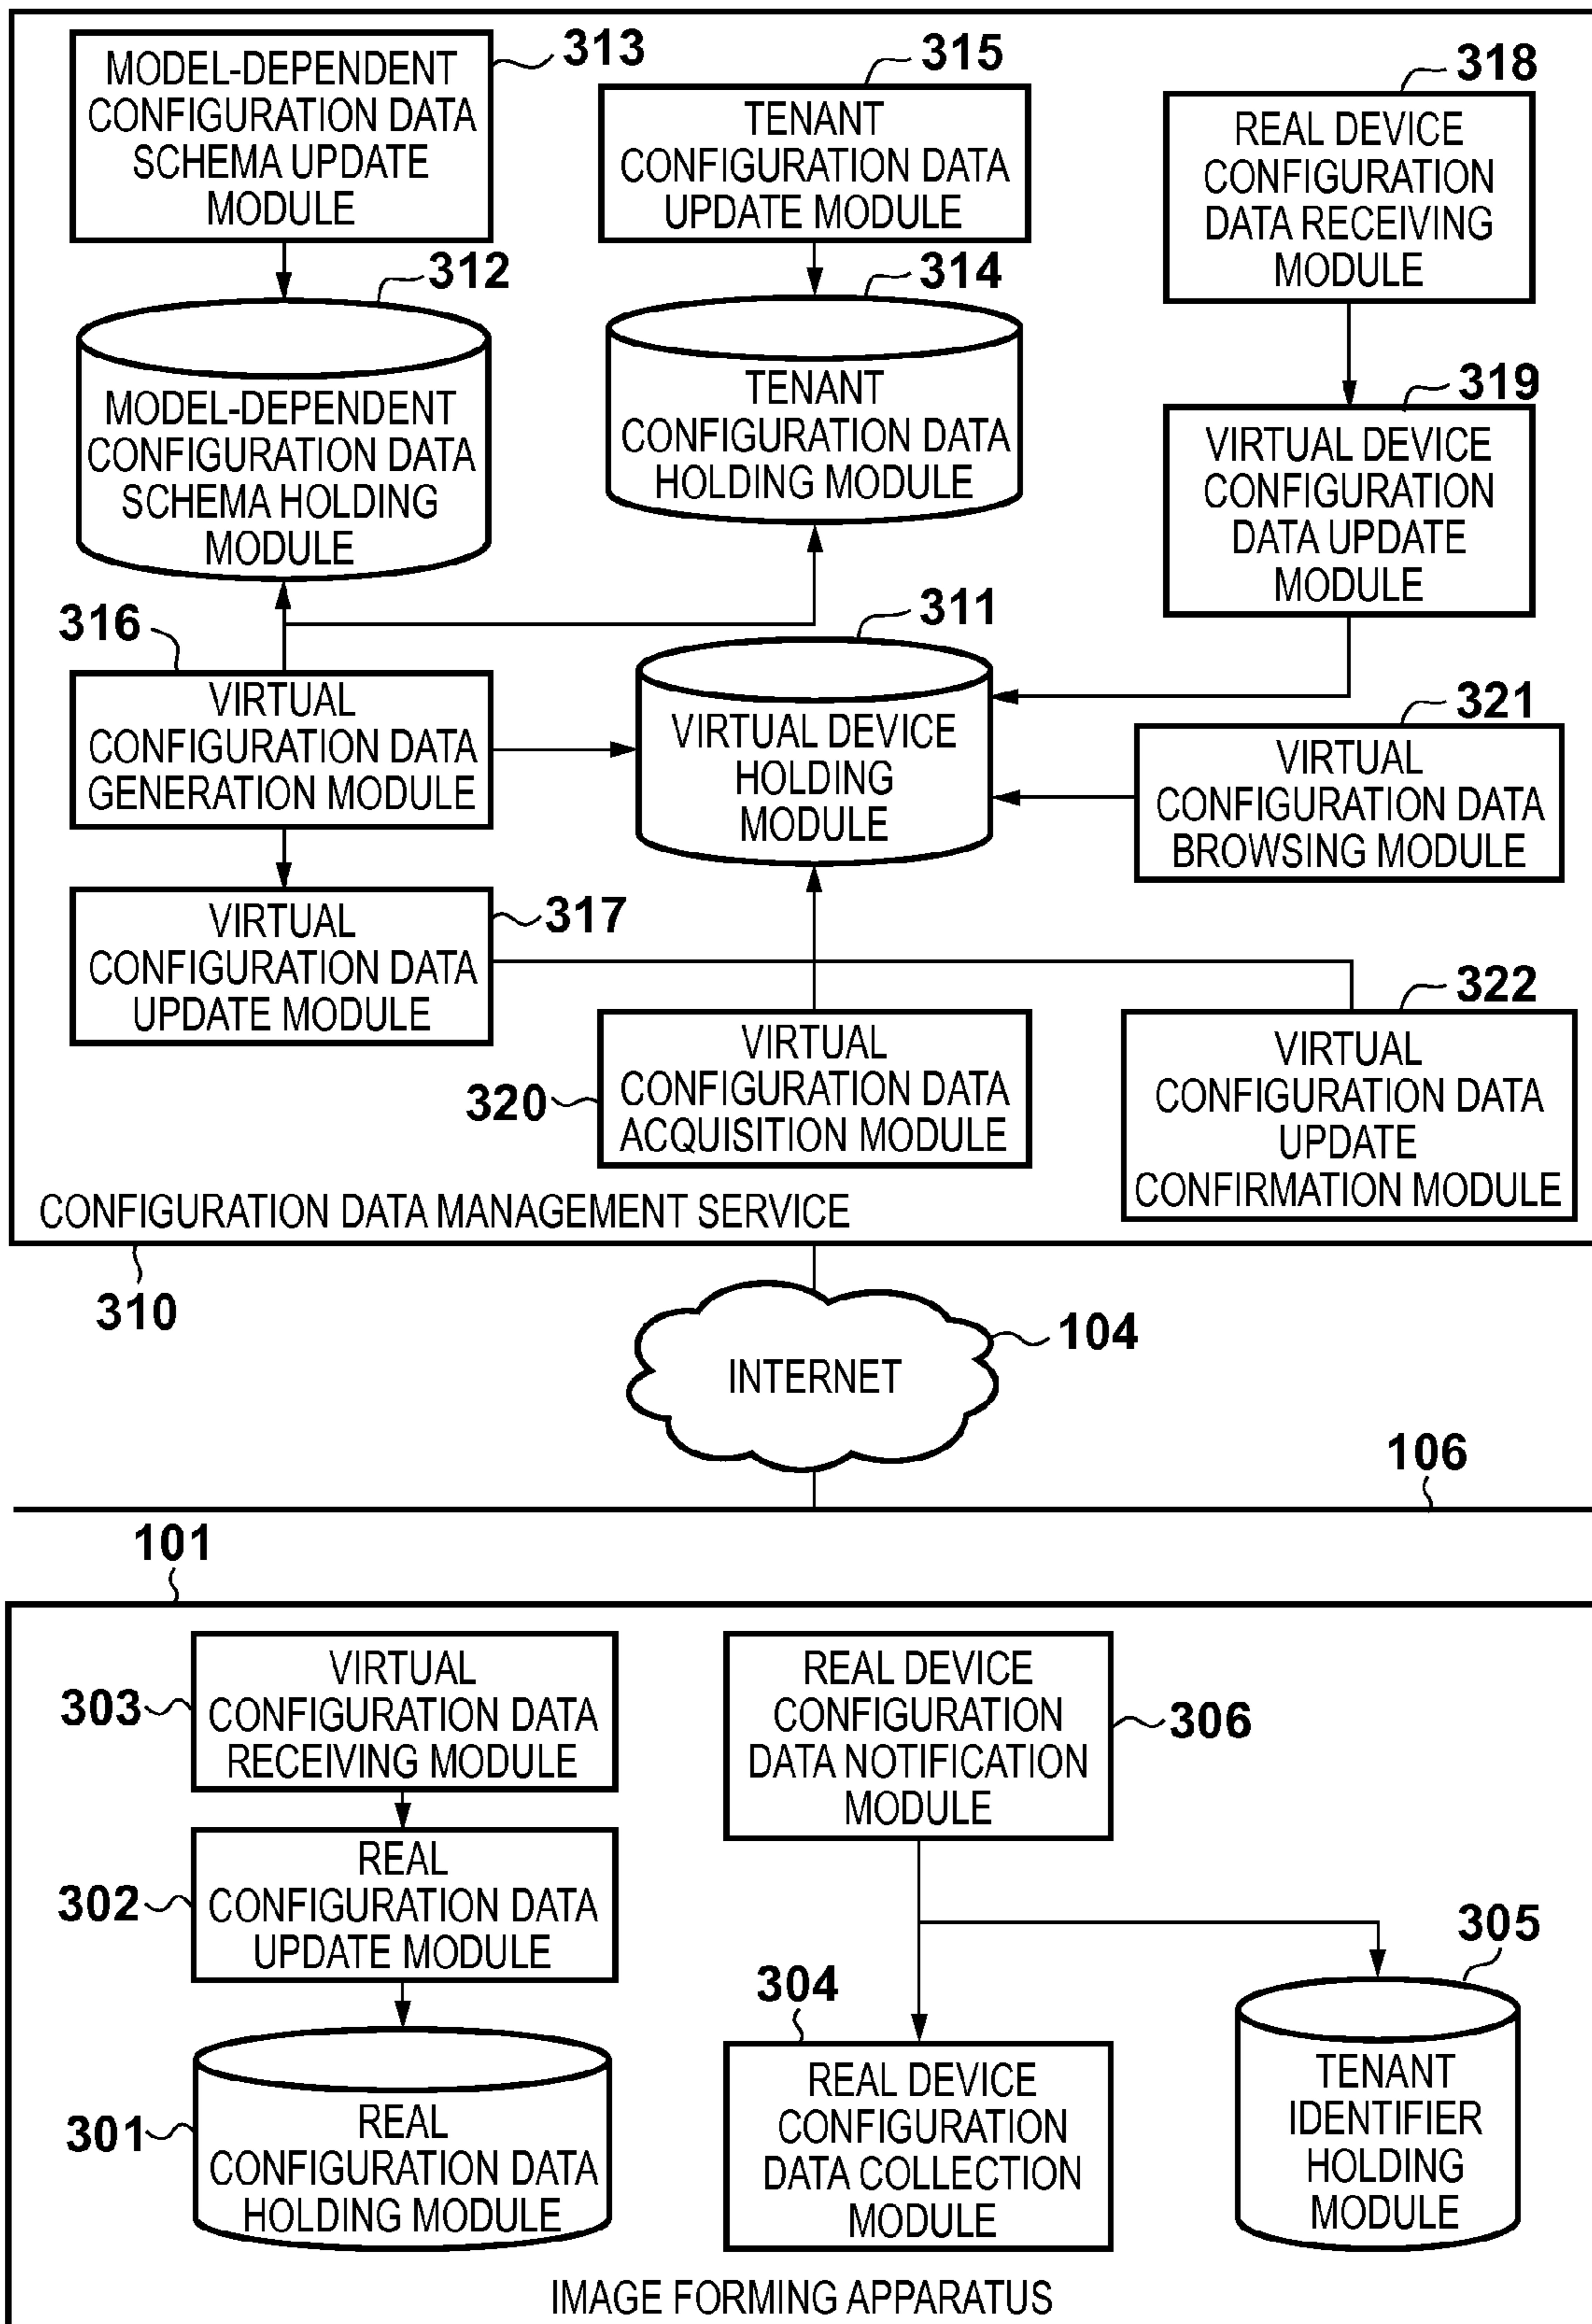 313
MODEL-DEPENDENT
CONFIGURATION DATA
SCHEMA UPDATE
MODULE
315
TENANT
CONFIGURATION DATA
UPDATE MODULE
318
REAL DEVICE
CONFIGURATION
DATA RECEIVING
MODULE
312
MODEL-DEPENDENT
CONFIGURATION DATA
SCHEMA HOLDING
MODULE
314
TENANT
CONFIGURATION DATA
HOLDING MODULE
319
VIRTUAL DEVICE
CONFIGURATION
DATA UPDATE
MODULE
316
VIRTUAL
CONFIGURATION DATA
GENERATION MODULE
311
VIRTUAL DEVICE
HOLDING
MODULE
321
VIRTUAL
CONFIGURATION DATA
BROWSING MODULE
317
VIRTUAL
CONFIGURATION DATA
UPDATE MODULE
320
VIRTUAL
CONFIGURATION DATA
ACQUISITION MODULE
322
VIRTUAL
CONFIGURATION DATA
UPDATE
CONFIRMATION MODULE
CONFIGURATION DATA MANAGEMENT SERVICE
310
INTERNET
104
106
101
303
VIRTUAL
CONFIGURATION DATA
RECEIVING MODULE
REAL DEVICE
CONFIGURATION
DATA NOTIFICATION
MODULE
306
302
REAL
CONFIGURATION DATA
UPDATE MODULE
301
REAL
CONFIGURATION DATA
HOLDING MODULE
304
REAL DEVICE
CONFIGURATION
DATA COLLECTION
MODULE
305
TENANT
IDENTIFIER
HOLDING
MODULE
IMAGE FORMING APPARATUS